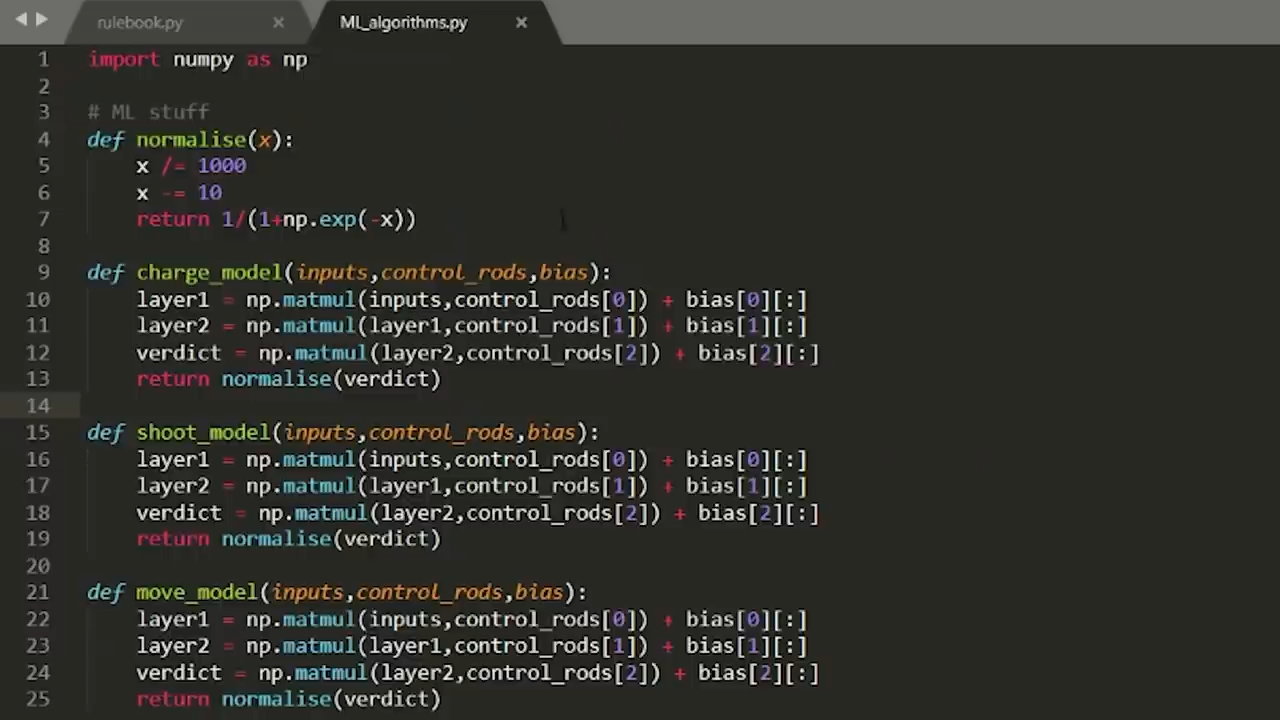 rulebook.py × ML_algorithms.py ×
1 import numpy as np
2
3 # ML stuff
4 def normalise(x):
5     x /= 1000
6     x -= 10
7     return 1/(1+np.exp(-x))
8
9 def charge_model(inputs,control_rods,bias):
10     layer1 = np.matmul(inputs,control_rods[0]) + bias[0][:]
11     layer2 = np.matmul(layer1,control_rods[1]) + bias[1][:]
12     verdict = np.matmul(layer2,control_rods[2]) + bias[2][:]
13     return normalise(verdict)
14
15 def shoot_model(inputs,control_rods,bias):
16     layer1 = np.matmul(inputs,control_rods[0]) + bias[0][:]
17     layer2 = np.matmul(layer1,control_rods[1]) + bias[1][:]
18     verdict = np.matmul(layer2,control_rods[2]) + bias[2][:]
19     return normalise(verdict)
20
21 def move_model(inputs,control_rods,bias):
22     layer1 = np.matmul(inputs,control_rods[0]) + bias[0][:]
23     layer2 = np.matmul(layer1,control_rods[1]) + bias[1][:]
24     verdict = np.matmul(layer2,control_rods[2]) + bias[2][:]
25     return normalise(verdict)